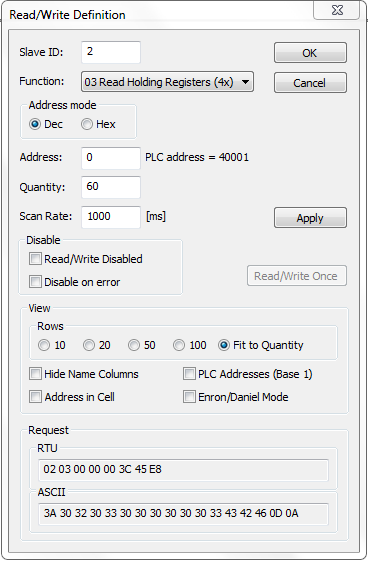 Read/Write Definition
Slave ID: 2 OK
Function: 03 Read Holding Registers (4x) Cancel
Address mode
Dec Hex
Address: 0 PLC address = 40001
Quantity: 60
Scan Rate: 1000 [ms] Apply
Disable
Read/Write Disabled
Read/Write Once
Disable on error
View
Rows
10 20 50 100 Fit to Quantity
Hide Name Columns PLC Addresses (Base 1)
Address in Cell Enron/Daniel Mode
Request
RTU
02 03 00 00 00 3C 45 E8
ASCII
3A 30 32 30 33 30 30 30 30 30 30 33 43 42 46 0D 0A